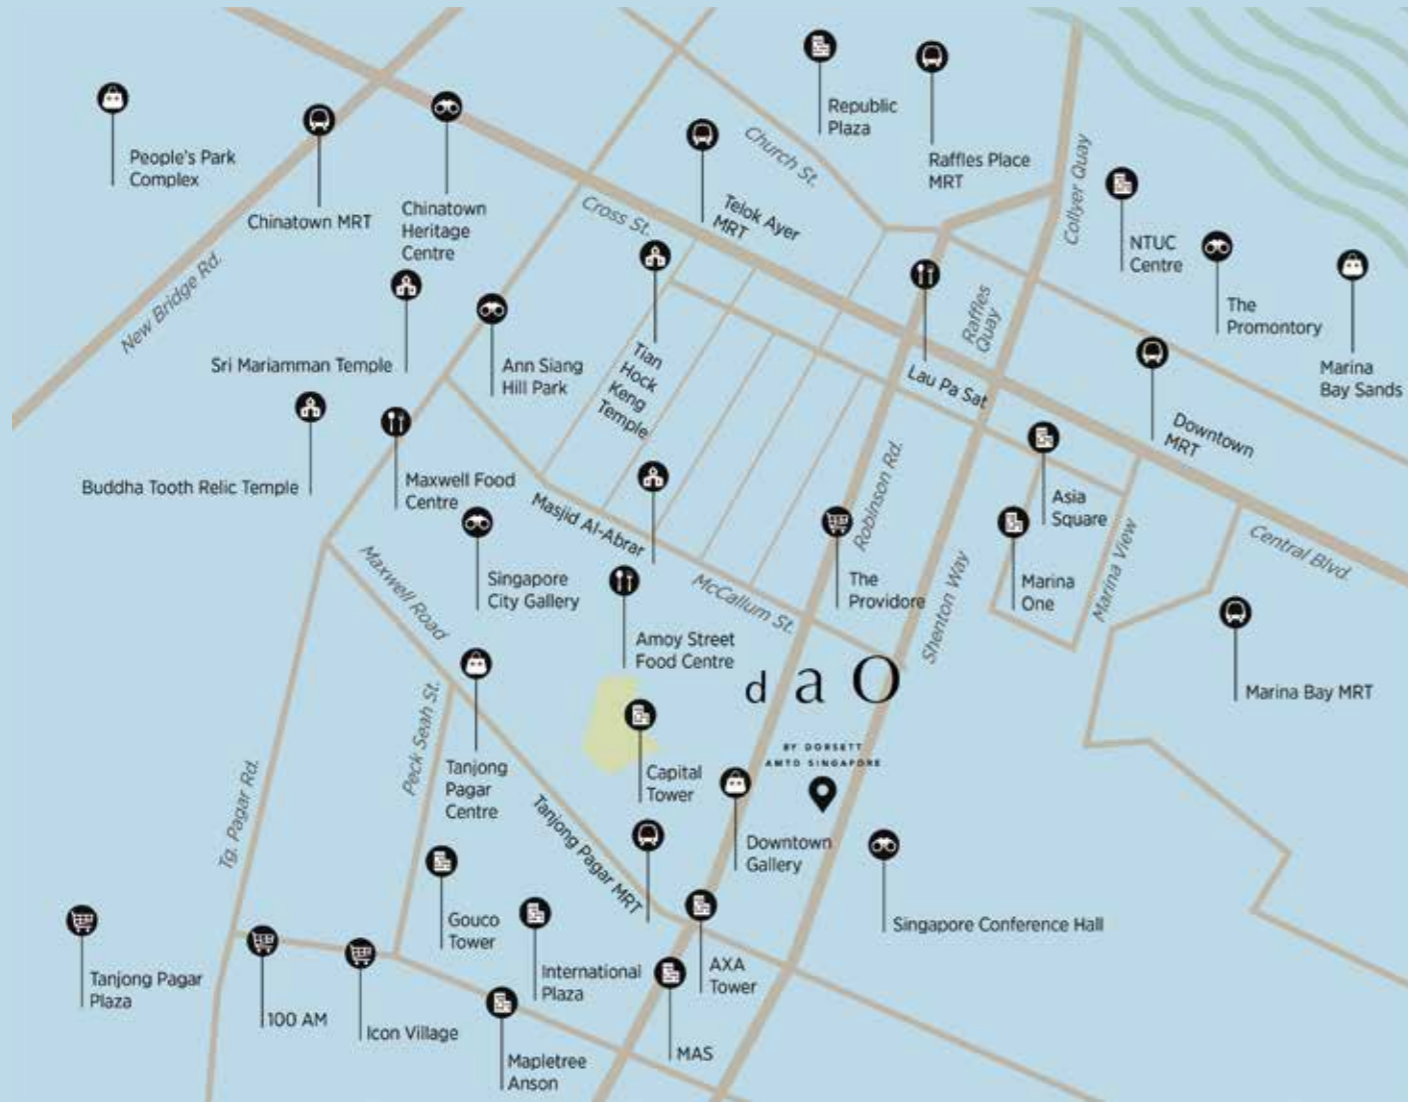 Republic
Plaza
Raffles Place
MRT
Church St.
People's Park
Complex
Chinatown MRT
Chinatown
Heritage
Centre
Cross St.
Telok Ayer
MRT
Collyer Quay
NTUC
Centre
The
Promontory
Marina
Bay Sands
New Bridge Rd.
Sri Mariamman Temple
Ann Siang
Hill Park
Tian
Hock
Keng
Temple
Raffles
Quay
Lau Pa Sat
Downtown
MRT
Buddha Tooth Relic Temple
Maxwell Food
Centre
Masjid Al-Abrar
Robinson Rd.
Asia
Square
Central Blvd.
Maxwell Road
Singapore
City Gallery
McCallum St.
The
Providore
Shenton Way
Marina
One
Marina View
Amoy Street
Food Centre
Marina Bay MRT
d a O
BY DORSETT
AMTD SINGAPORE
Peck Seah St.
Tanjong
Pagar
Centre
Capital
Tower
Tg. Pagar Rd.
Tanjong Pagar MRT
Downtown
Gallery
Gouco
Tower
Singapore Conference Hall
Tanjong Pagar
Plaza
International
Plaza
AXA
Tower
100 AM
Icon Village
Mapletree
Anson
MAS